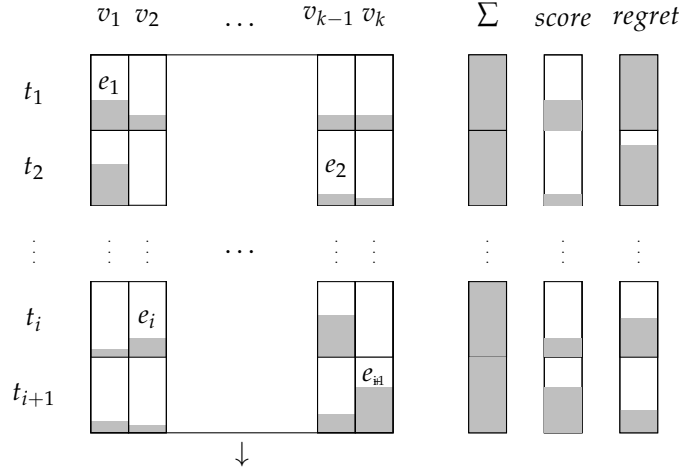 v₁ v₂ ... vₖ₋₁ vₖ Σ score regret
t₁ e₁
t₂ e₂
⋮ ⋮ ⋮ ... ⋮ ⋮ ⋮ ⋮ ⋮
tᵢ eᵢ
tᵢ₊₁ eᵢ₊₁
↓